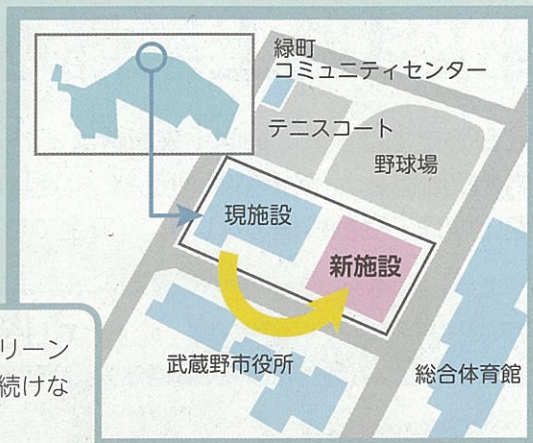 緑町
コミュニティセンター
テニスコート
野球場
現施設
新施設
武蔵野市役所
総合体育館
リーン
続けな